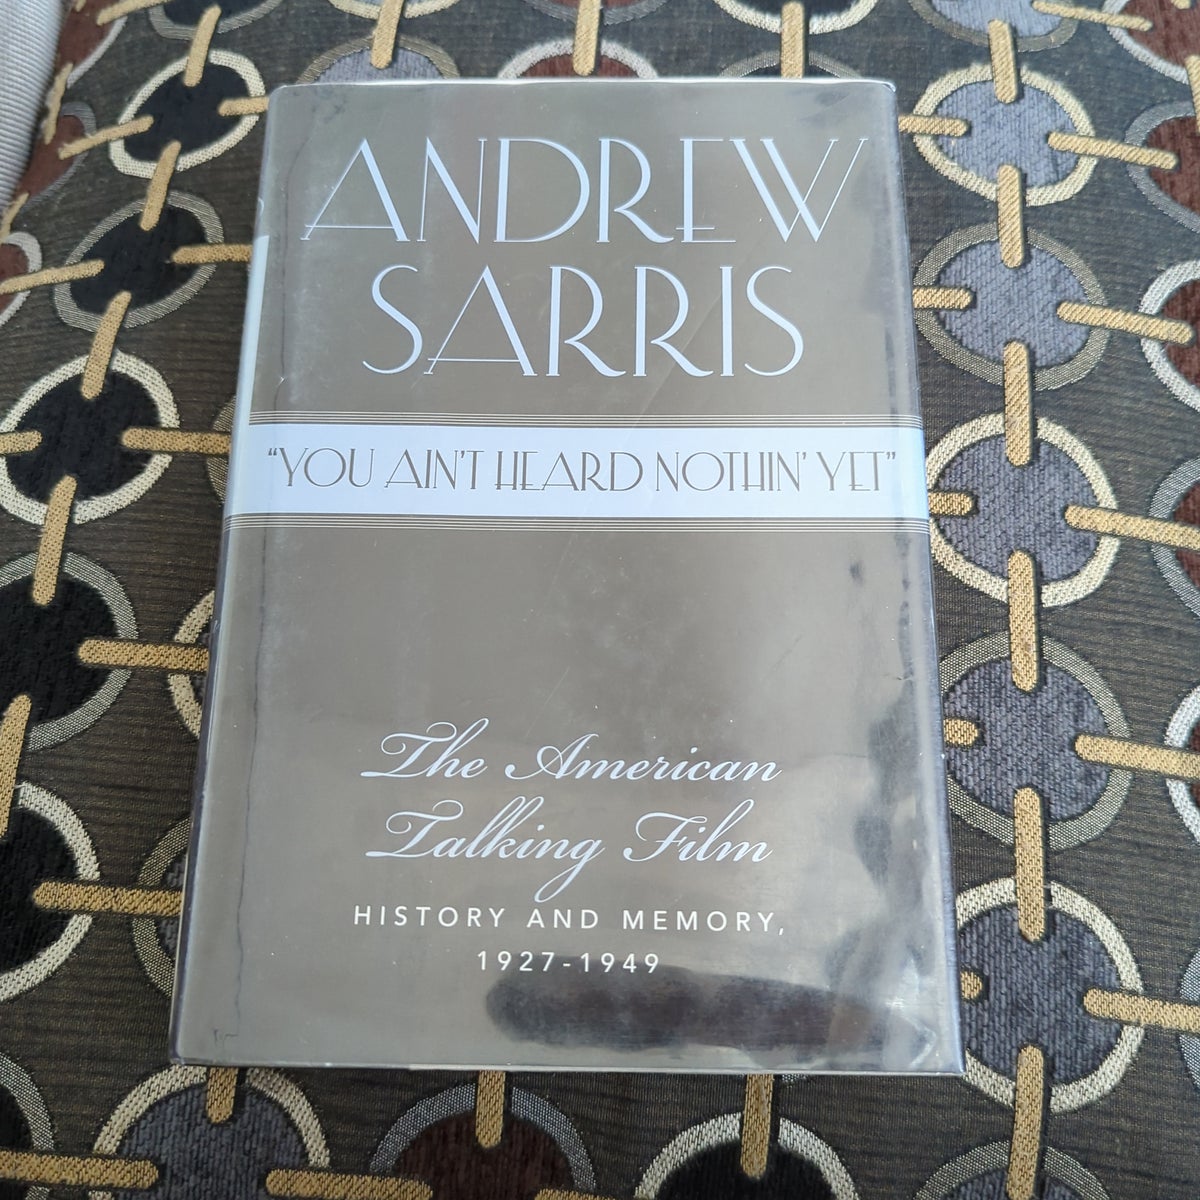 ANDREW
SARRIS
“YOU AIN’T HEARD NOTHIN’ YET”
The American
Talking Film
HISTORY AND MEMORY,
1927-1949